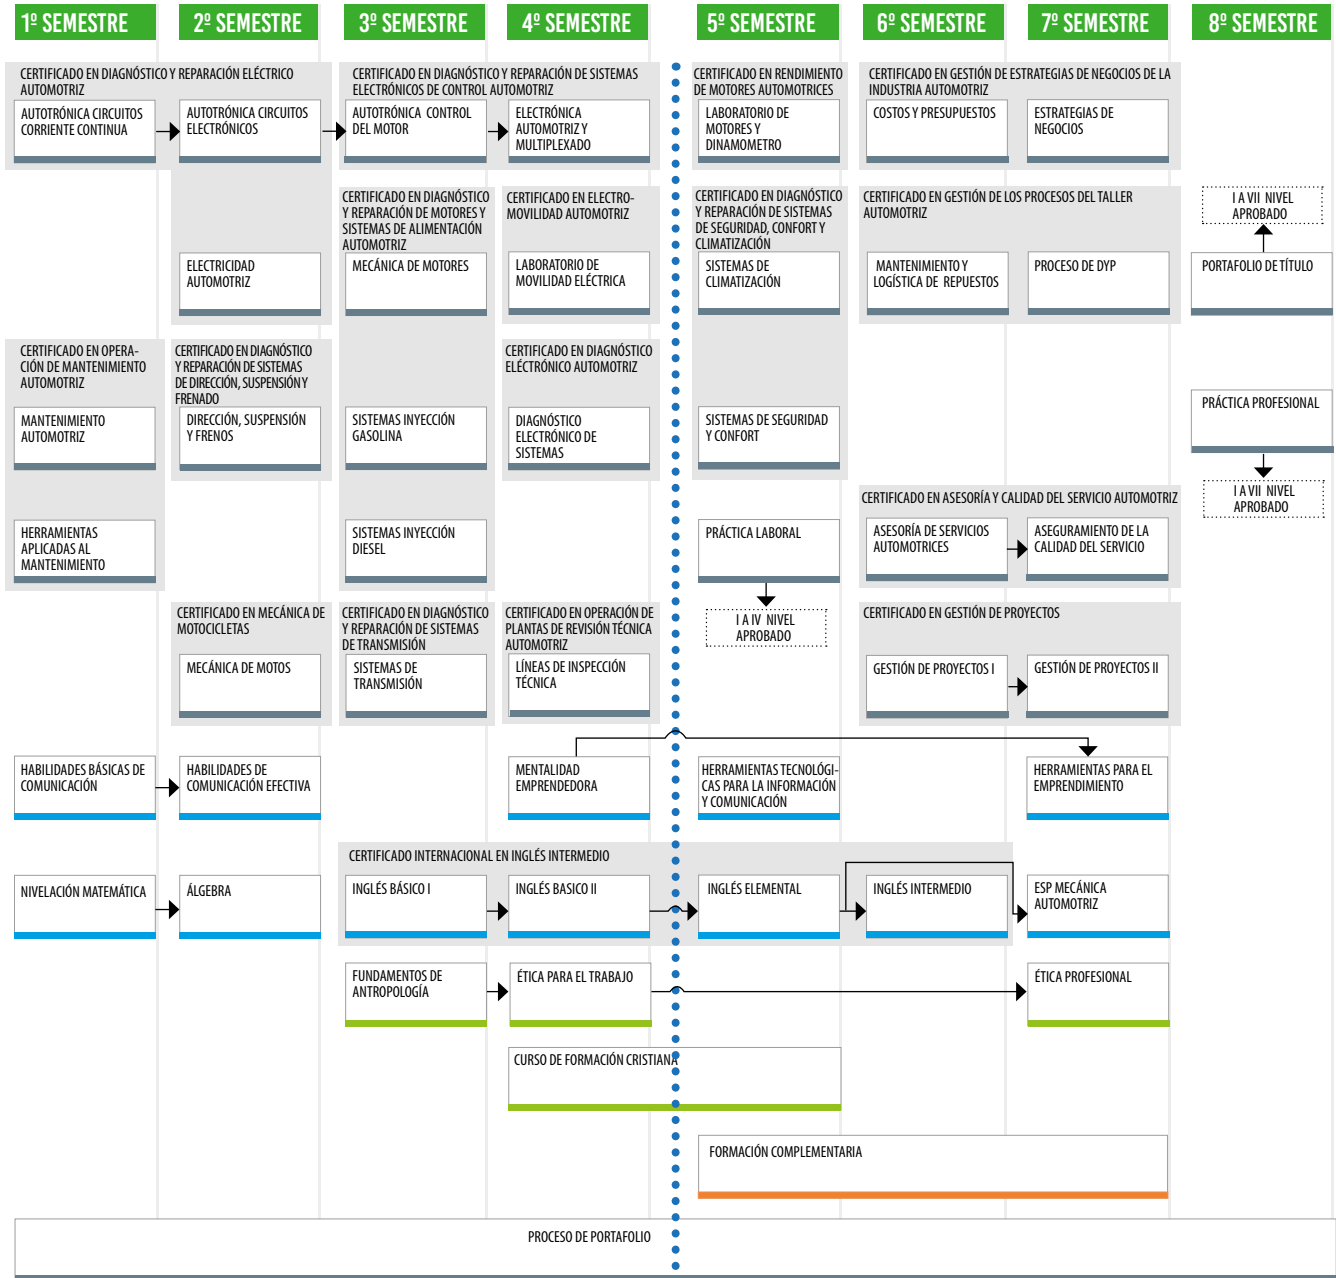 1º SEMESTRE
2º SEMESTRE
3º SEMESTRE
4º SEMESTRE
5º SEMESTRE
6º SEMESTRE
7º SEMESTRE
8º SEMESTRE
CERTIFICADO EN DIAGNÓSTICO Y REPARACIÓN ELÉCTRICO
AUTOMOTRIZ
CERTIFICADO EN DIAGNÓSTICO Y REPARACIÓN DE SISTEMAS
ELECTRÓNICOS DE CONTROL AUTOMOTRIZ
CERTIFICADO EN RENDIMIENTO
DE MOTORES AUTOMOTRICES
CERTIFICADO EN GESTIÓN DE ESTRATEGIAS DE NEGOCIOS DE LA
INDUSTRIA AUTOMOTRIZ
AUTOTRÓNICA CIRCUITOS
CORRIENTE CONTINUA
AUTOTRÓNICA CIRCUITOS
ELECTRÓNICOS
AUTOTRÓNICA CONTROL
DEL MOTOR
ELECTRÓNICA
AUTOMOTRIZ Y
MULTIPLEXADO
LABORATORIO DE
MOTORES Y
DINAMOMETRO
COSTOS Y PRESUPUESTOS
ESTRATEGIAS DE
NEGOCIOS
CERTIFICADO EN DIAGNÓSTICO
Y REPARACIÓN DE MOTORES Y
SISTEMAS DE ALIMENTACIÓN
AUTOMOTRIZ
CERTIFICADO EN ELECTRO-
MOVILIDAD AUTOMOTRIZ
CERTIFICADO EN DIAGNÓSTICO
Y REPARACIÓN DE SISTEMAS
DE SEGURIDAD, CONFORT Y
CLIMATIZACIÓN
CERTIFICADO EN GESTIÓN DE LOS PROCESOS DEL TALLER
AUTOMOTRIZ
I A VII NIVEL
APROBADO
ELECTRICIDAD
AUTOMOTRIZ
MECÁNICA DE MOTORES
LABORATORIO DE
MOVILIDAD ELÉCTRICA
SISTEMAS DE
CLIMATIZACIÓN
MANTENIMIENTO Y
LOGÍSTICA DE REPUESTOS
PROCESO DE DYP
PORTAFOLIO DE TÍTULO
CERTIFICADO EN OPERA-
CIÓN DE MANTENIMIENTO
AUTOMOTRIZ
CERTIFICADO EN DIAGNÓSTICO
Y REPARACIÓN DE SISTEMAS
DE DIRECCIÓN, SUSPENSIÓN Y
FRENADO
CERTIFICADO EN DIAGNÓSTICO
ELÉCTRÓNICO AUTOMOTRIZ
MANTENIMIENTO
AUTOMOTRIZ
DIRECCIÓN, SUSPENSIÓN
Y FRENOS
SISTEMAS INYECCIÓN
GASOLINA
DIAGNÓSTICO
ELECTRÓNICO DE
SISTEMAS
SISTEMAS DE SEGURIDAD
Y CONFORT
PRÁCTICA PROFESIONAL
I A VII NIVEL
APROBADO
CERTIFICADO EN ASESORÍA Y CALIDAD DEL SERVICIO AUTOMOTRIZ
HERRAMIENTAS
APLICADAS AL
MANTENIMIENTO
SISTEMAS INYECCIÓN
DIESEL
PRÁCTICA LABORAL
ASESORÍA DE SERVICIOS
AUTOMOTRICES
ASEGURAMIENTO DE LA
CALIDAD DEL SERVICIO
CERTIFICADO EN MECÁNICA DE
MOTOCICLETAS
CERTIFICADO EN DIAGNÓSTICO
Y REPARACIÓN DE SISTEMAS
DE TRANSMISIÓN
CERTIFICADO EN OPERACIÓN DE
PLANTAS DE REVISIÓN TÉCNICA
AUTOMOTRIZ
I A IV NIVEL
APROBADO
CERTIFICADO EN GESTIÓN DE PROYECTOS
MECÁNICA DE MOTOS
SISTEMAS DE
TRANSMISIÓN
LÍNEAS DE INSPECCIÓN
TÉCNICA
GESTIÓN DE PROYECTOS I
GESTIÓN DE PROYECTOS II
HABILIDADES BÁSICAS DE
COMUNICACIÓN
HABILIDADES DE
COMUNICACIÓN EFECTIVA
MENTALIDAD
EMPRENDEDORA
HERRAMIENTAS TECNOLÓGI-
CAS PARA LA INFORMACIÓN
Y COMUNICACIÓN
HERRAMIENTAS PARA EL
EMPRENDIMIENTO
CERTIFICADO INTERNACIONAL EN INGLÉS INTERMEDIO
NIVELACIÓN MATEMÁTICA
ÁLGEBRA
INGLÉS BÁSICO I
INGLÉS BASICO II
INGLÉS ELEMENTAL
INGLÉS INTERMEDIO
ESP MECÁNICA
AUTOMOTRIZ
FUNDAMENTOS DE
ANTROPOLOGÍA
ÉTICA PARA EL TRABAJO
ÉTICA PROFESIONAL
CURSO DE FORMACIÓN CRISTIANA
FORMACIÓN COMPLEMENTARIA
PROCESO DE PORTAFOLIO